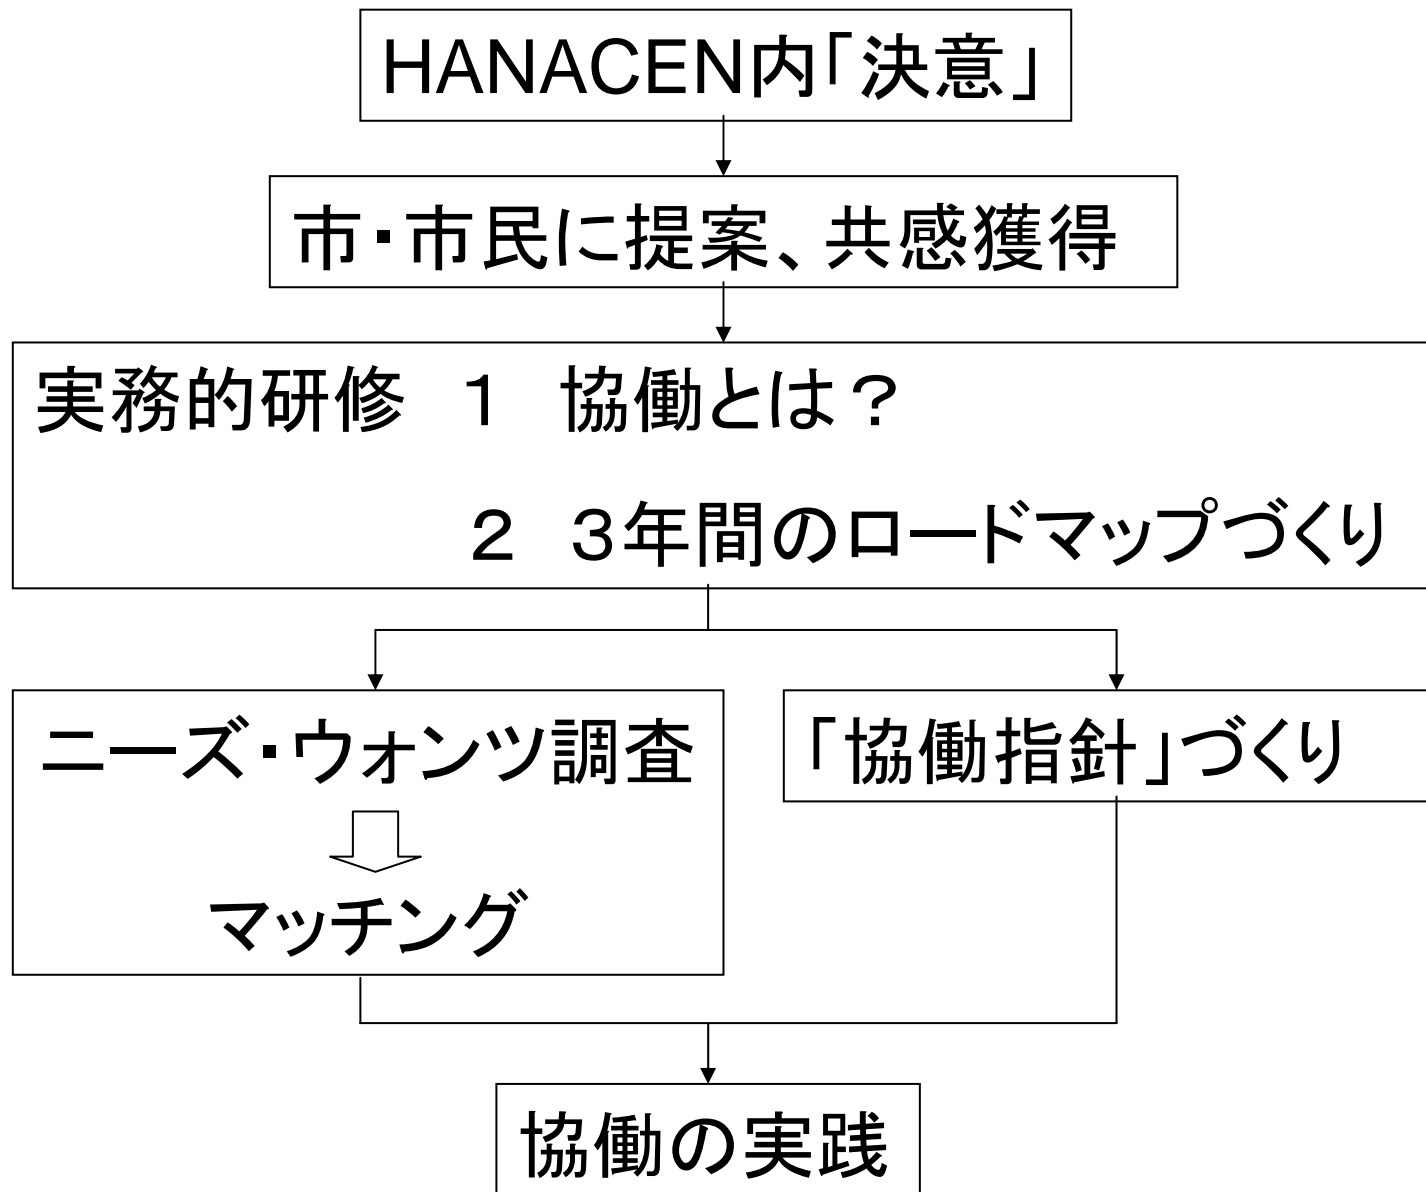 HANACEN内「決意」
市・市民に提案、共感獲得
実務的研修　１　協働とは？
２　３年間のロードマップづくり
ニーズ・ウォンツ調査
「協働指針」づくり
マッチング
協働の実践